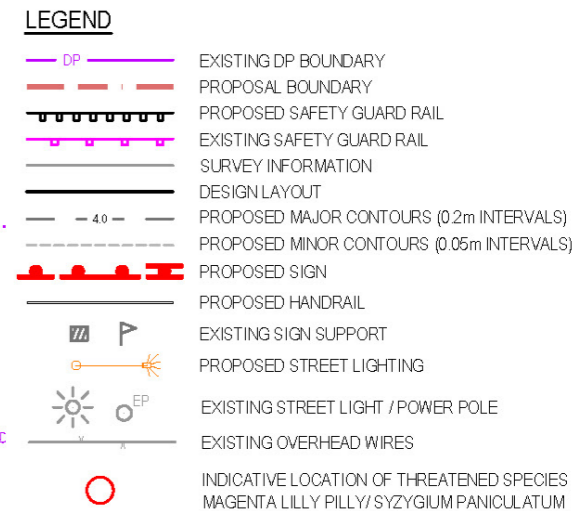 LEGEND
DP EXISTING DP BOUNDARY
PROPOSAL BOUNDARY
PROPOSED SAFETY GUARD RAIL
EXISTING SAFETY GUARD RAIL
SURVEY INFORMATION
DESIGN LAYOUT
4.0 PROPOSED MAJOR CONTOURS (0.2m INTERVALS)
PROPOSED MINOR CONTOURS (0.05m INTERVALS)
PROPOSED SIGN
PROPOSED HANDRAIL
EXISTING SIGN SUPPORT
PROPOSED STREET LIGHTING
EP EXISTING STREET LIGHT / POWER POLE
EXISTING OVERHEAD WIRES
INDICATIVE LOCATION OF THREATENED SPECIES
MAGENTA LILLY PILLY/ SYZYGIUM PANICULATUM